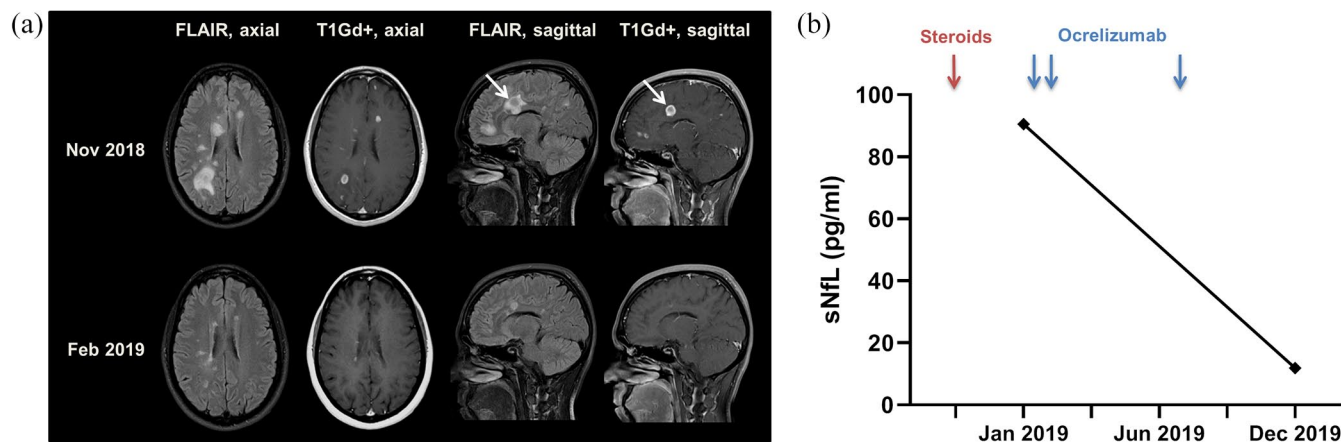 (a)
FLAIR, axial T1Gd+, axial FLAIR, sagittal T1Gd+, sagittal
Nov 2018
Feb 2019
(b)
Steroids Ocrelizumab
100
80
60
40
20
0
sNfL (pg/ml)
Jan 2019 Jun 2019 Dec 2019